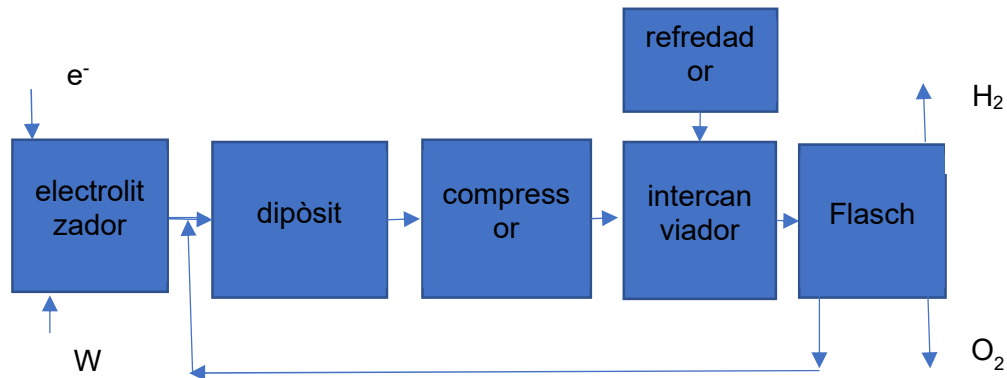 refredad
or
e-
H₂
electrolit
zador
dipòsit
compress
or
intercan
viador
Flasch
W
O₂